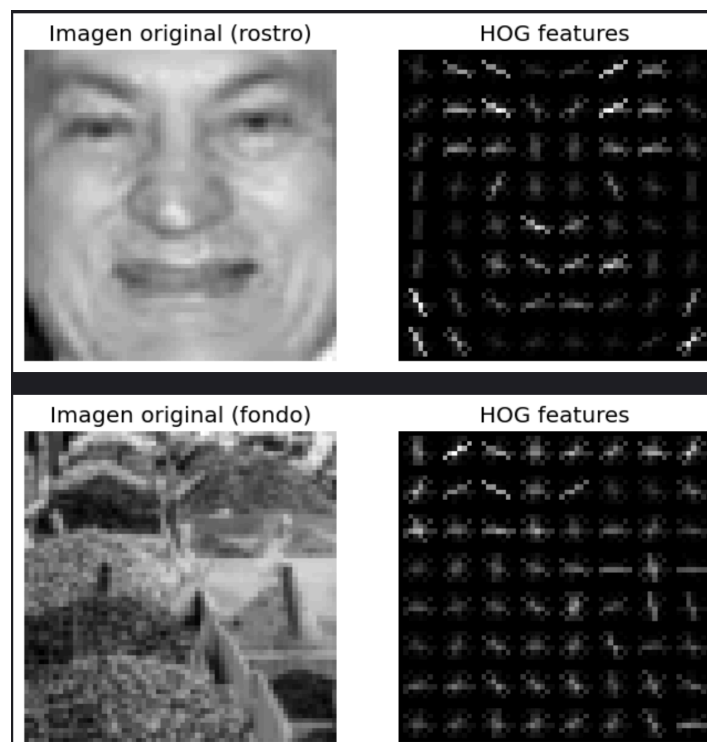 Imagen original (rostro)
HOG features
Imagen original (fondo)
HOG features